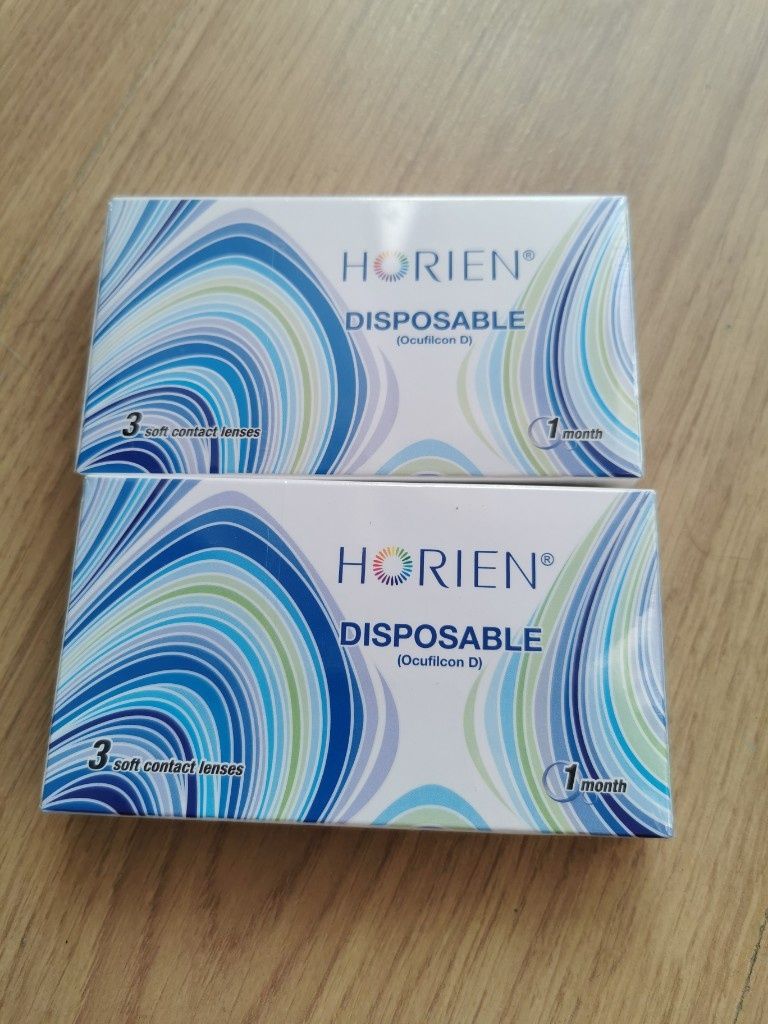 HORIEN®
DISPOSABLE
(Ocufilcon D)
3 soft contact lenses
1 month
HORIEN®
DISPOSABLE
(Ocufilcon D)
3 soft contact lenses
1 month